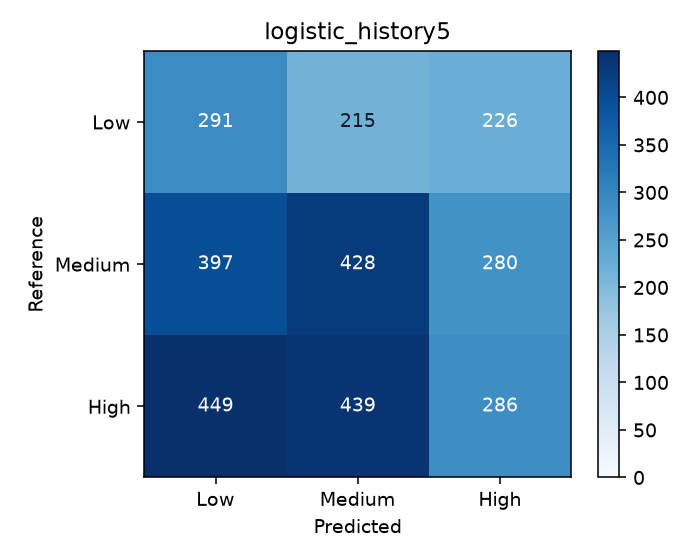 logistic_history5
Low 291 215 226
Medium 397 428 280
High 449 439 286
Low Medium High
Predicted
Reference
400
350
300
250
200
150
100
50
0